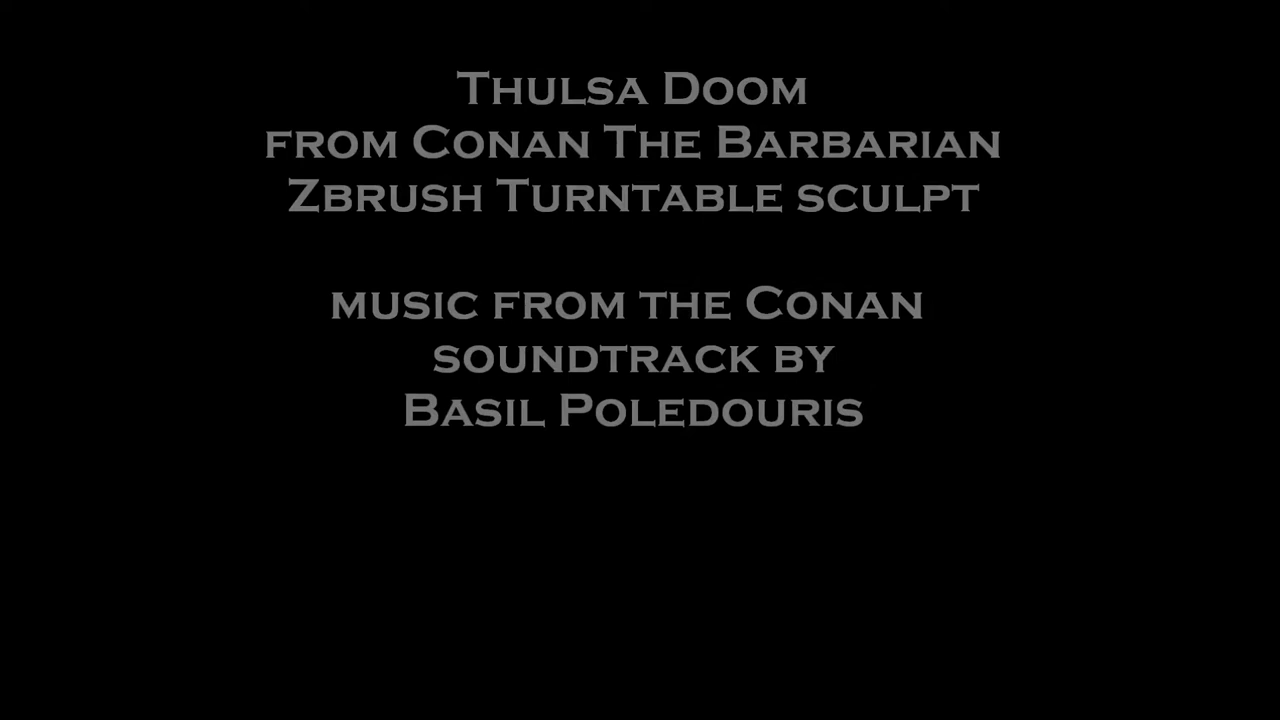 Thulsa Doom
from Conan The Barbarian
Zbrush Turntable sculpt
music from the Conan
soundtrack by
Basil Poledouris